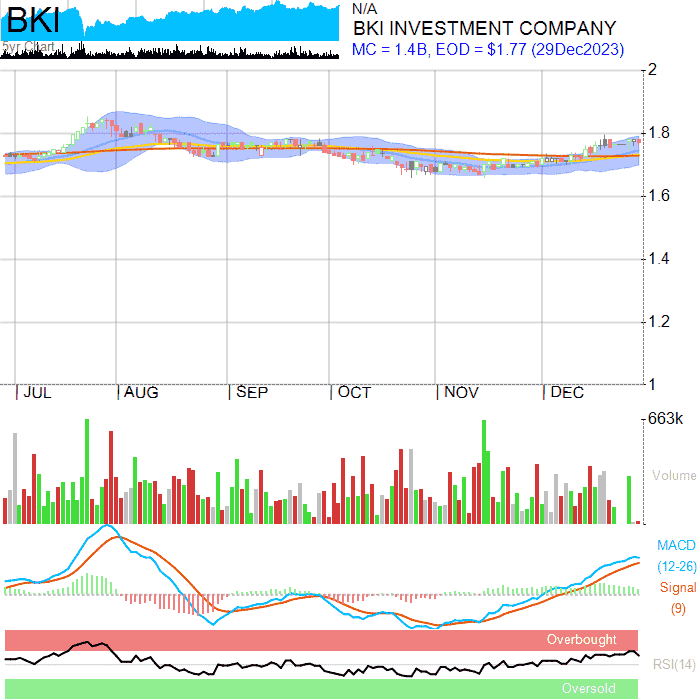 BKI
5yr Chart
N/A
BKI INVESTMENT COMPANY
MC = 1.4B, EOD = $1.77 (29Dec2023)
2
1.8
1.6
1.4
1.2
1
JUL AUG SEP OCT NOV DEC
663k
Volume
MACD
(12-26)
Signal
(9)
Overbought
RSI(14)
Oversold